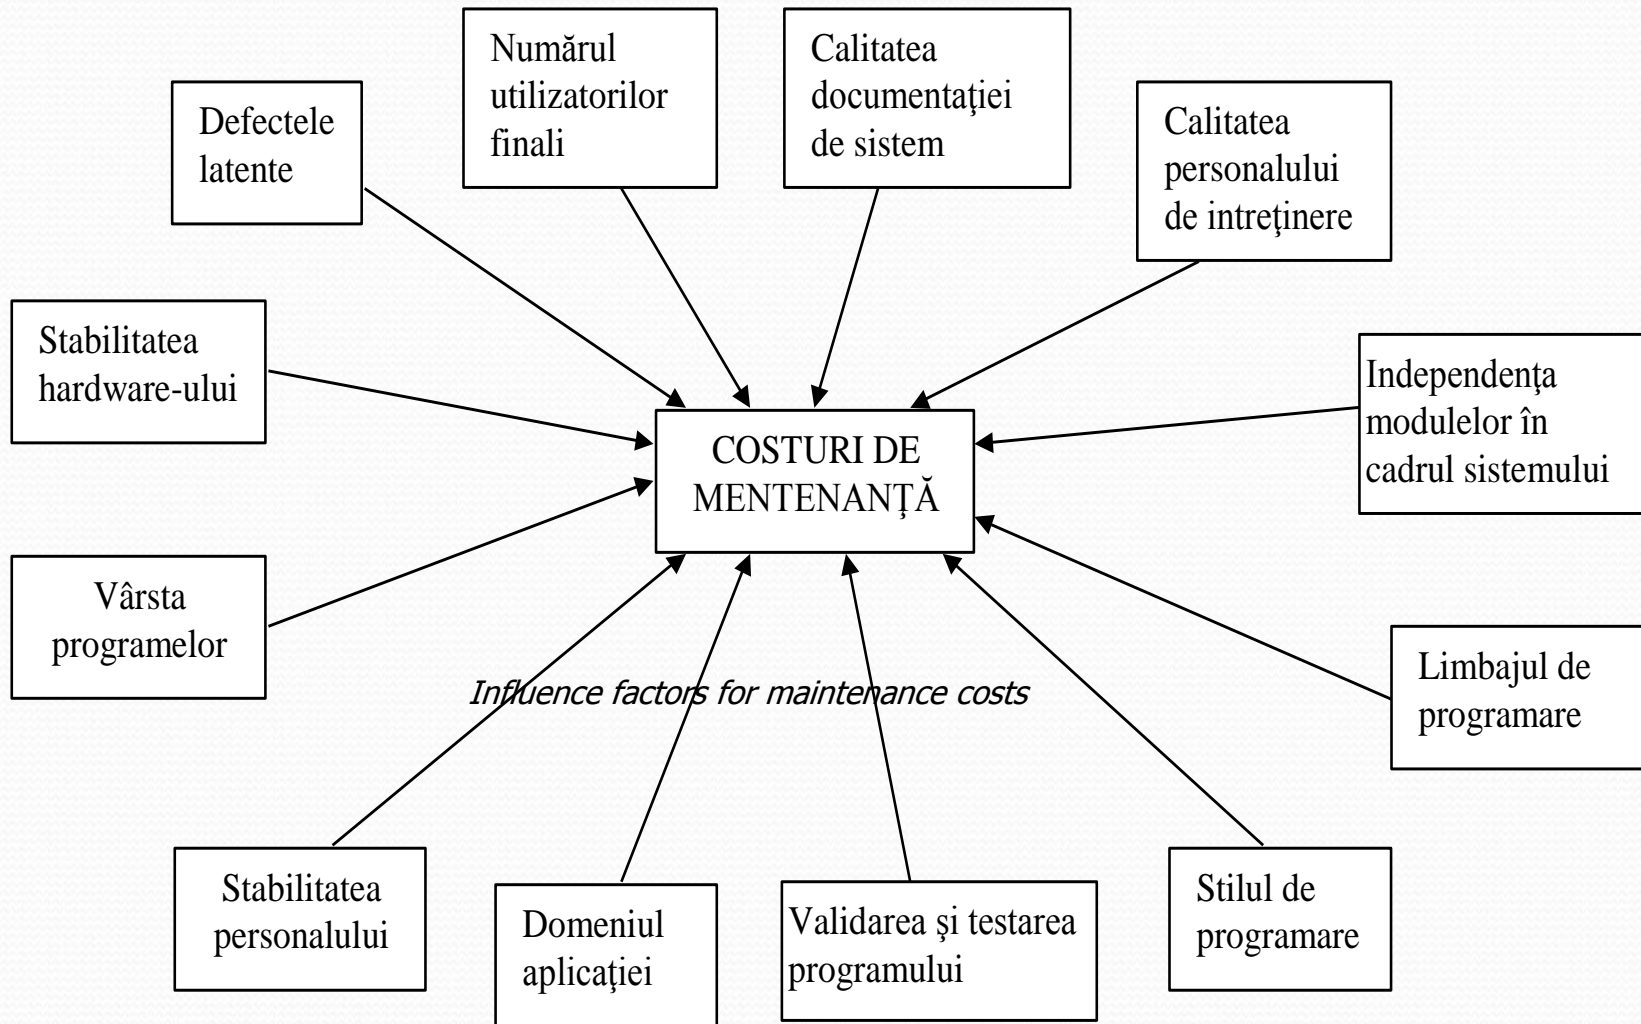 Numărul
utilizatorilor
finali
Calitatea
documentaţiei
de sistem
Defectele
latente
Calitatea
personalului
de intreţinere
Stabilitatea
hardware-ului
Independenţa
modulelor în
cadrul sistemului
COSTURI DE
MENTENANŢĂ
Vârsta
programelor
Limbajul de
programare
Influence factors for maintenance costs
Stabilitatea
personalului
Domeniul
aplicaţiei
Validarea şi testarea
programului
Stilul de
programare